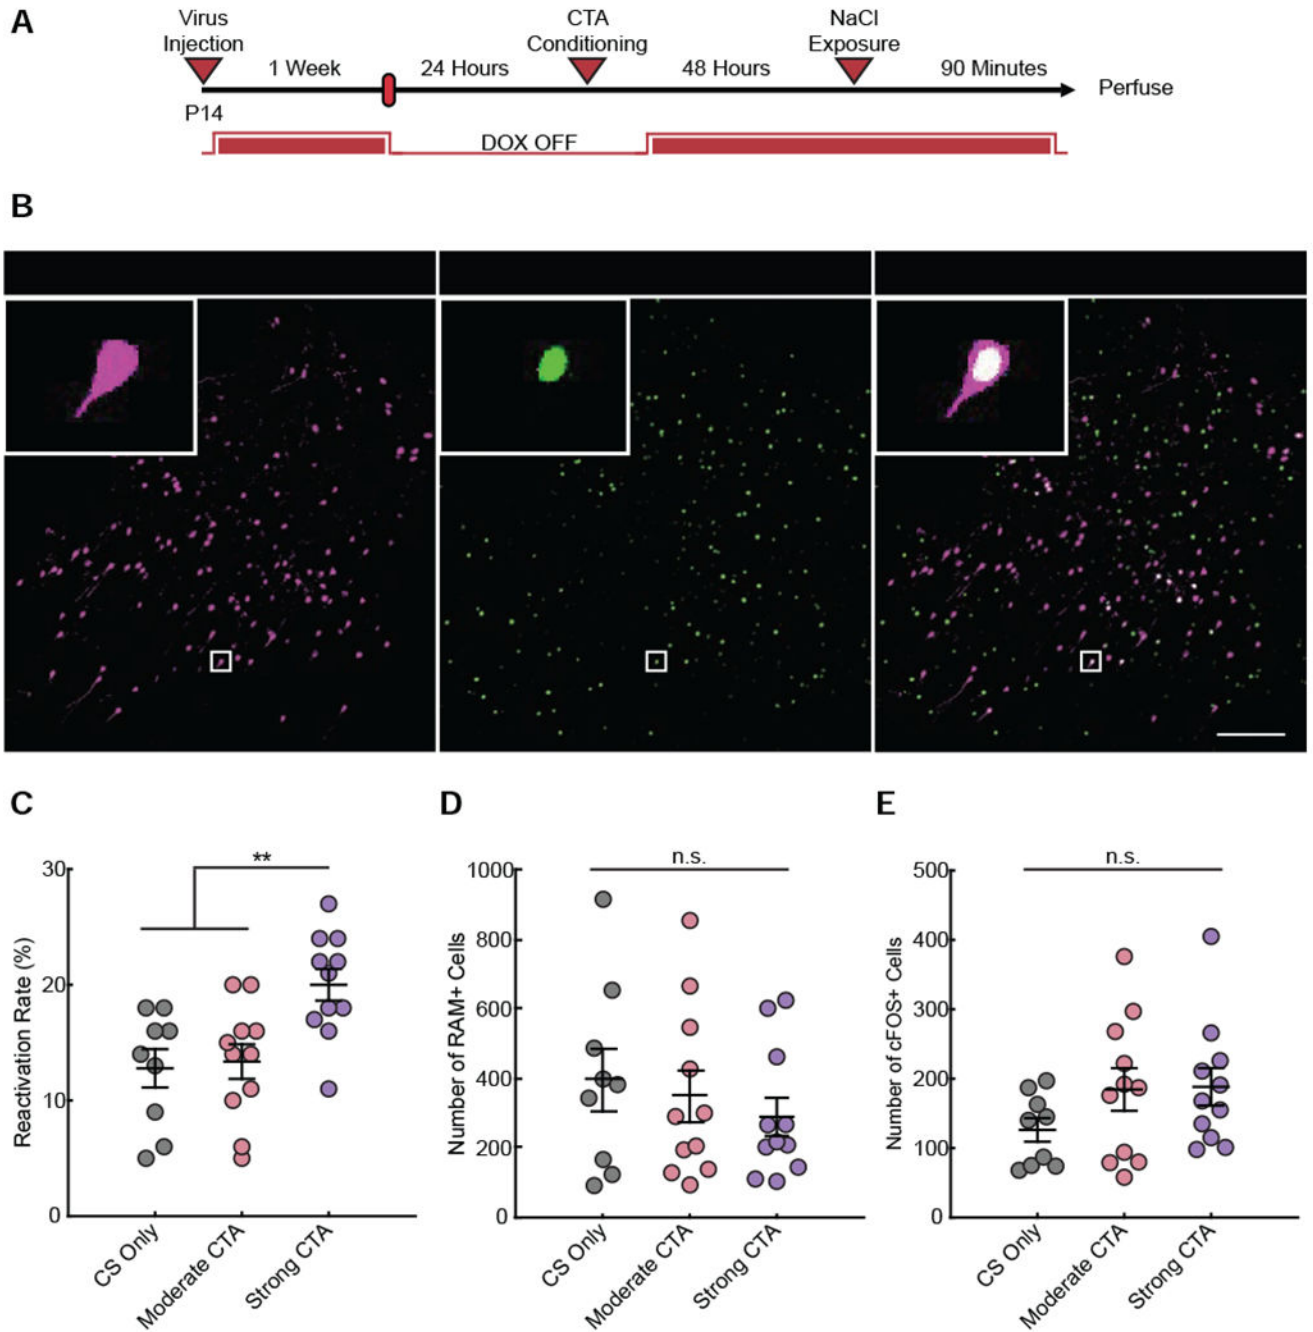 A
Virus
Injection
CTA
Conditioning
NaCl
Exposure
1 Week
24 Hours
48 Hours
90 Minutes
Perfuse
P14
DOX OFF
B
C
D
E
**
30
20
10
0
Reactivation Rate (%)
CS Only
Moderate CTA
Strong CTA
n.s.
1000
800
600
400
200
0
Number of RAM+ Cells
CS Only
Moderate CTA
Strong CTA
n.s.
500
400
300
200
100
0
Number of cFOS+ Cells
CS Only
Moderate CTA
Strong CTA